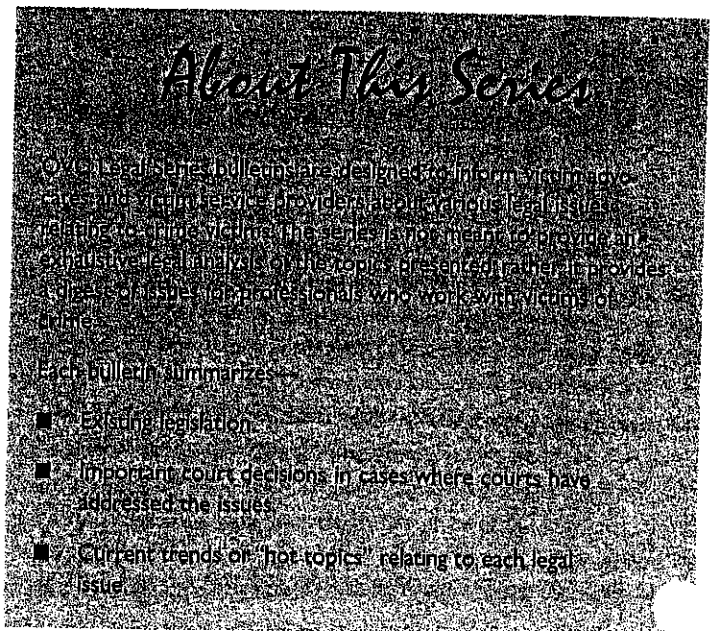 About This Series
OVC Legal Series bulletins are designed to inform victim advo-
cates and victim service providers about various legal issues
relating to crime victims. The series is not meant to provide an
exhaustive legal analysis of the topics presented; rather, it provides
a digest of issues for professionals who work with victims of
crime.
Each bulletin summarizes—
■ Existing legislation.
■ Important court decisions in cases where courts have
addressed the issues.
■ Current trends or "hot topics" relating to each legal
issue.